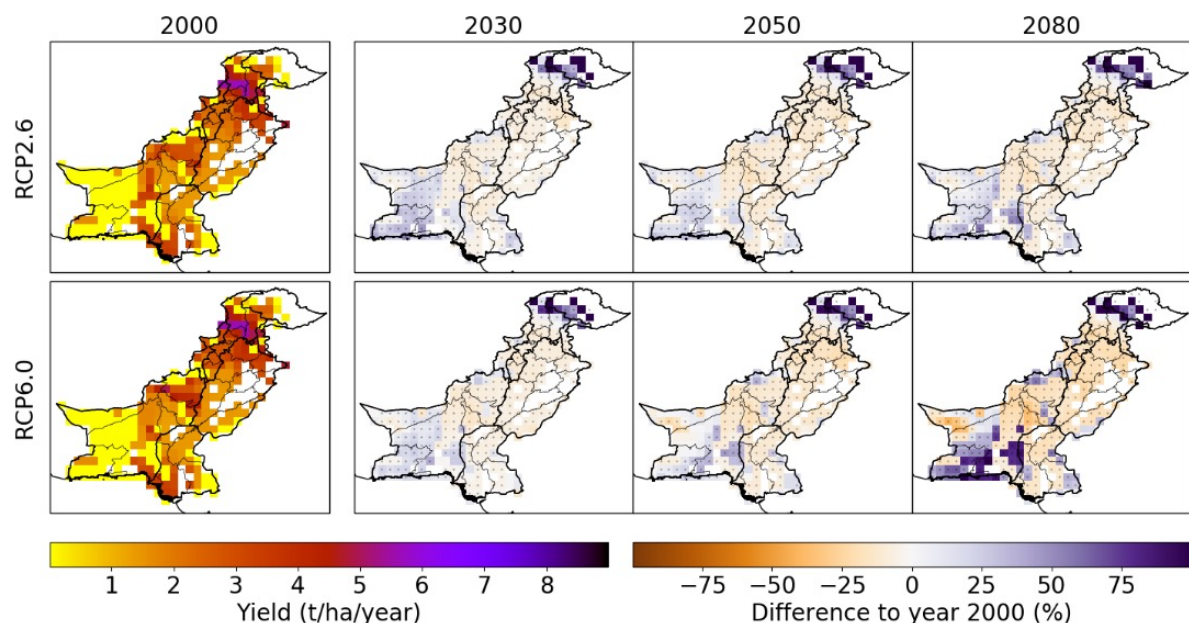 2000 2030 2050 2080
RCP2.6
RCP6.0
1 2 3 4 5 6 7 8
Yield (t/ha/year)
−75 −50 −25 0 25 50 75
Difference to year 2000 (%)